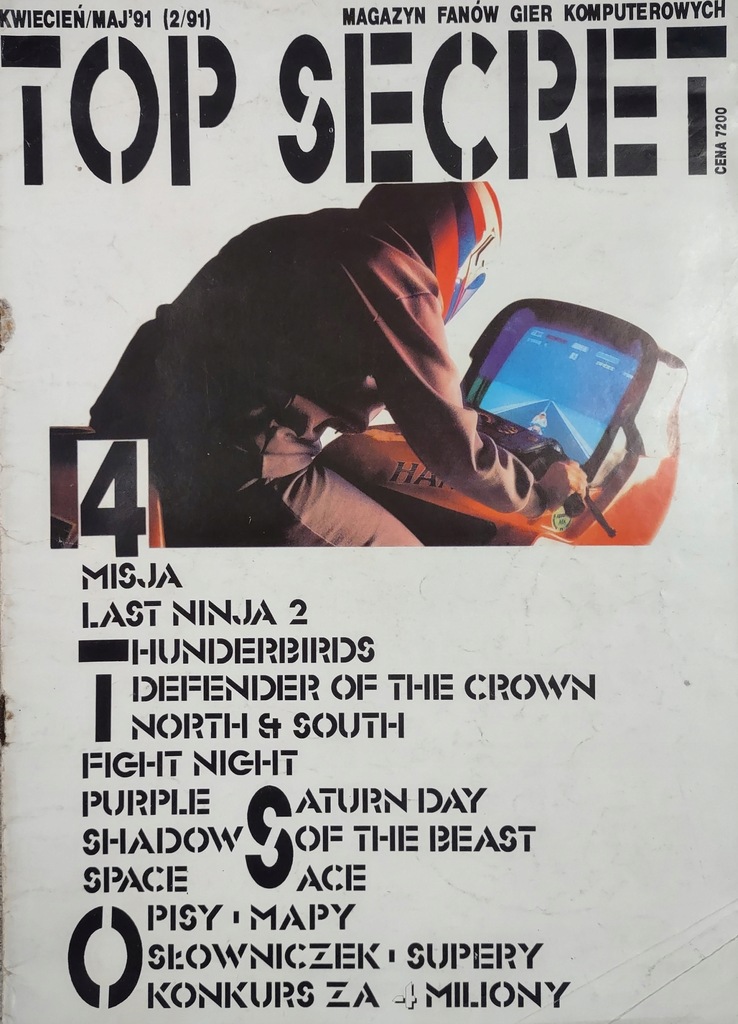 KWIECIEŃ/MAJ'91 (2/91) MAGAZYN FANÓW GIER KOMPUTEROWYCH
TOP SECRET
CENA 7200
4
MISJA
LAST NINJA 2
THUNDERBIRDS
DEFENDER OF THE CROWN
NORTH & SOUTH
FIGHT NIGHT
PURPLE SATURN DAY
SHADOW OF THE BEAST
SPACE ACE
OPISY • MAPY
SŁOWNICZEK • SUPERY
KONKURS ZA 4 MILIONY